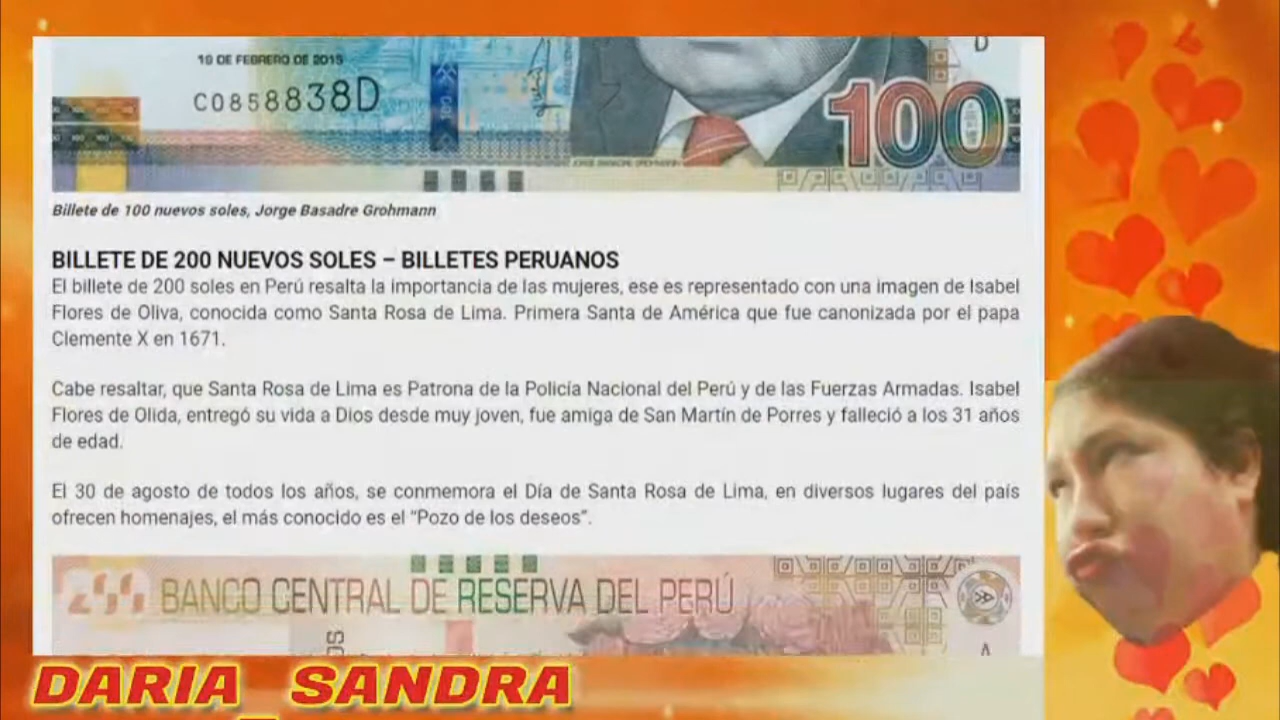 D
10 DE FEBRERO DE 2015
C0858838D
100
Billete de 100 nuevos soles, Jorge Basadre Grohmann
BILLETE DE 200 NUEVOS SOLES – BILLETES PERUANOS
El billete de 200 soles en Perú resalta la importancia de las mujeres, ese es representado con una imagen de Isabel
Flores de Oliva, conocida como Santa Rosa de Lima. Primera Santa de América que fue canonizada por el papa
Clemente X en 1671.
Cabe resaltar, que Santa Rosa de Lima es Patrona de la Policía Nacional del Perú y de las Fuerzas Armadas. Isabel
Flores de Olida, entregó su vida a Dios desde muy joven, fue amiga de San Martín de Porres y falleció a los 31 años
de edad.
El 30 de agosto de todos los años, se conmemora el Día de Santa Rosa de Lima, en diversos lugares del país
ofrecen homenajes, el más conocido es el “Pozo de los deseos”.
BANCO CENTRAL DE RESERVA DEL PERÚ
A
DARIA SANDRA